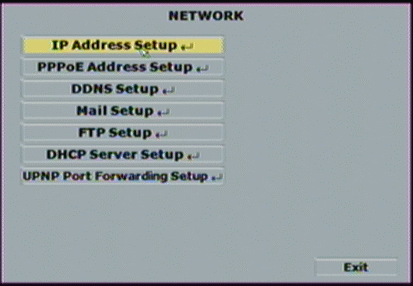 NETWORK
IP Address Setup ↵
PPPoE Address Setup ↵
DDNS Setup ↵
Mail Setup ↵
FTP Setup ↵
DHCP Server Setup ↵
UPNP Port Forwarding Setup ↵
Exit